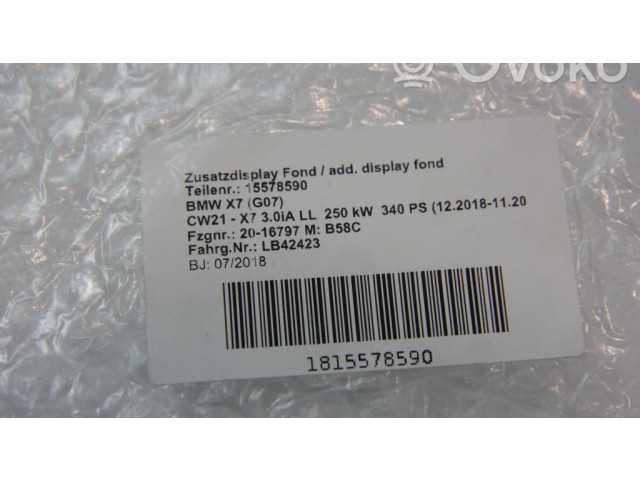 Ovoko
Zusatzdisplay Fond / add. display fond
Teilenr.: 15578590
BMW X7 (G07)
CW21 - X7 3.0iA LL 250 kW 340 PS (12.2018-11.20
Fzgnr.: 20-16797 M: B58C
Fahrg.Nr.: LB42423
BJ: 07/2018
1815578590